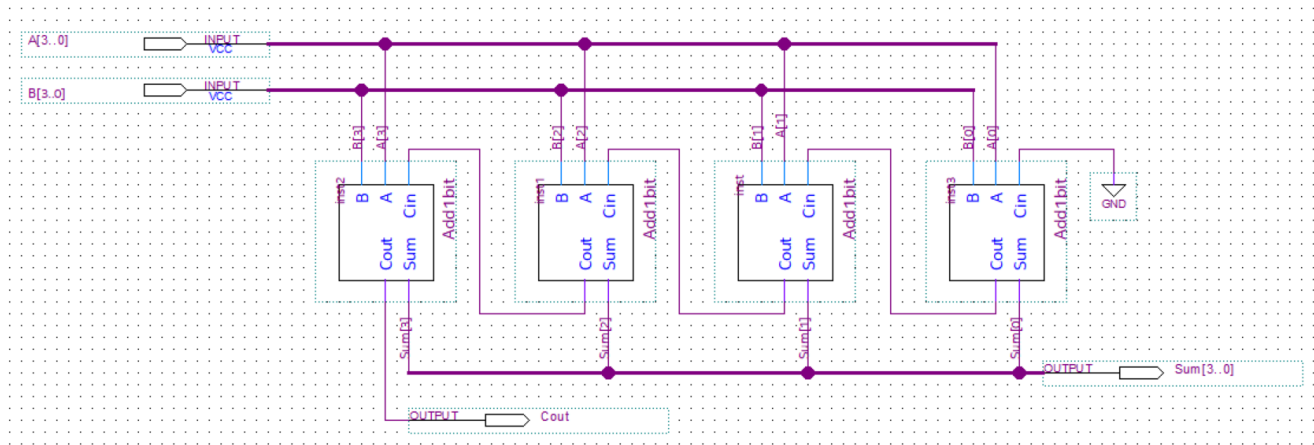 A[3..0] INPUT VCC
B[3..0] INPUT VCC
B[3] A[3] B[2] A[2] B[1] A[1] B[0] A[0]
inst2 B A Cin Add1bit
Cout Sum
inst1 B A Cin Add1bit
Cout Sum
inst B A Cin Add1bit
Cout Sum
inst3 B A Cin Add1bit
Cout Sum
GND
Sum[3] Sum[2] Sum[1] Sum[0]
OUTPUT Sum[3..0]
OUTPUT Cout